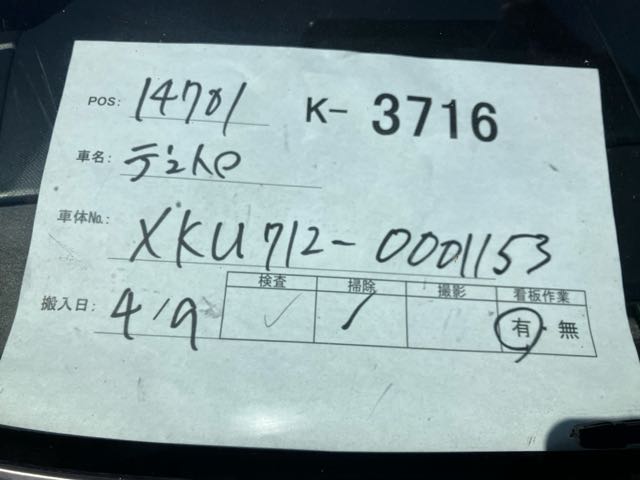 POS: 14701 K- 3716
車名: デュトロ
車体No.: XKU712-0001153
搬入日: 4/9
検査 掃除 撮影 看板作業
✓ / 有・無